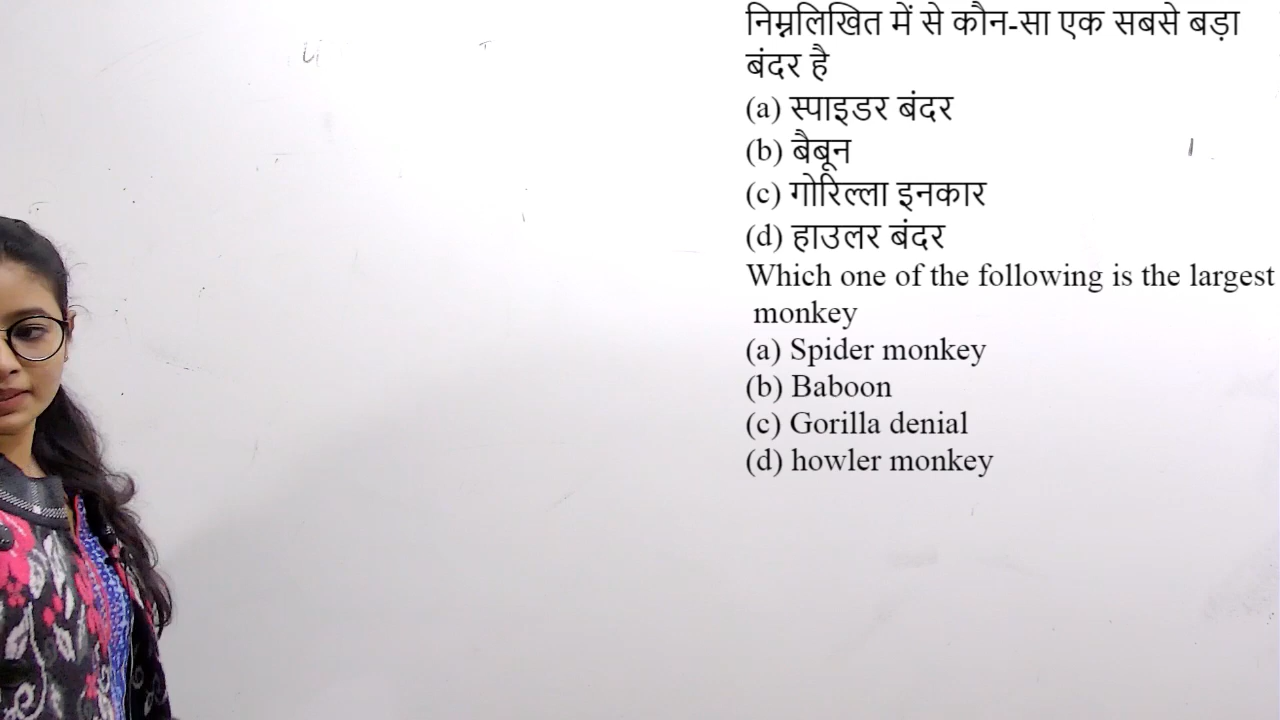 निम्नलिखित में से कौन-सा एक सबसे बड़ा
बंदर है
(a) स्पाइडर बंदर
(b) बैबून
(c) गोरिल्ला इनकार
(d) हाउलर बंदर
Which one of the following is the largest
monkey
(a) Spider monkey
(b) Baboon
(c) Gorilla denial
(d) howler monkey